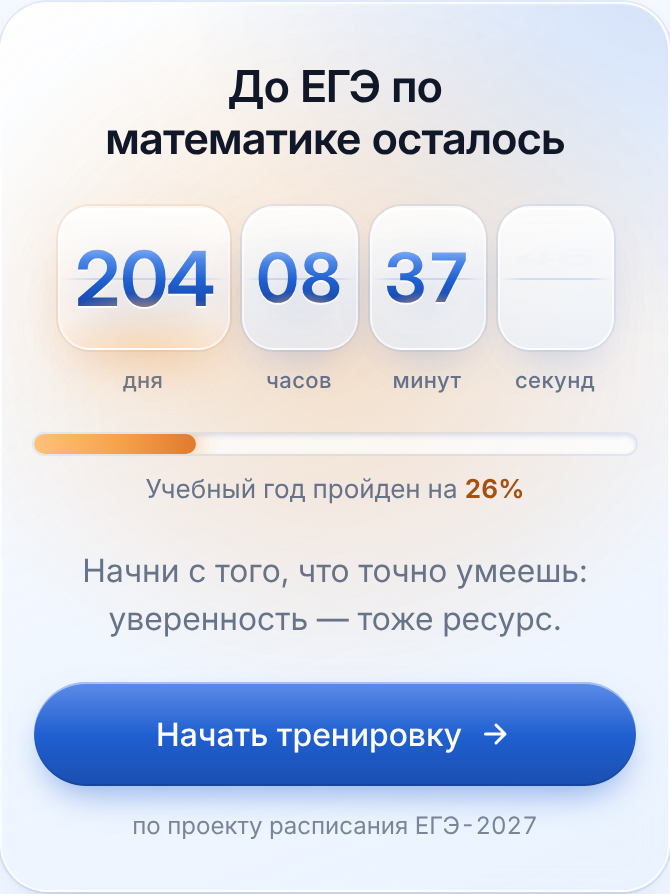 До ЕГЭ по
математике осталось
204 08 37
дня часов минут секунд
Учебный год пройден на 26%
Начни с того, что точно умеешь:
уверенность — тоже ресурс.
Начать тренировку →
по проекту расписания ЕГЭ-2027